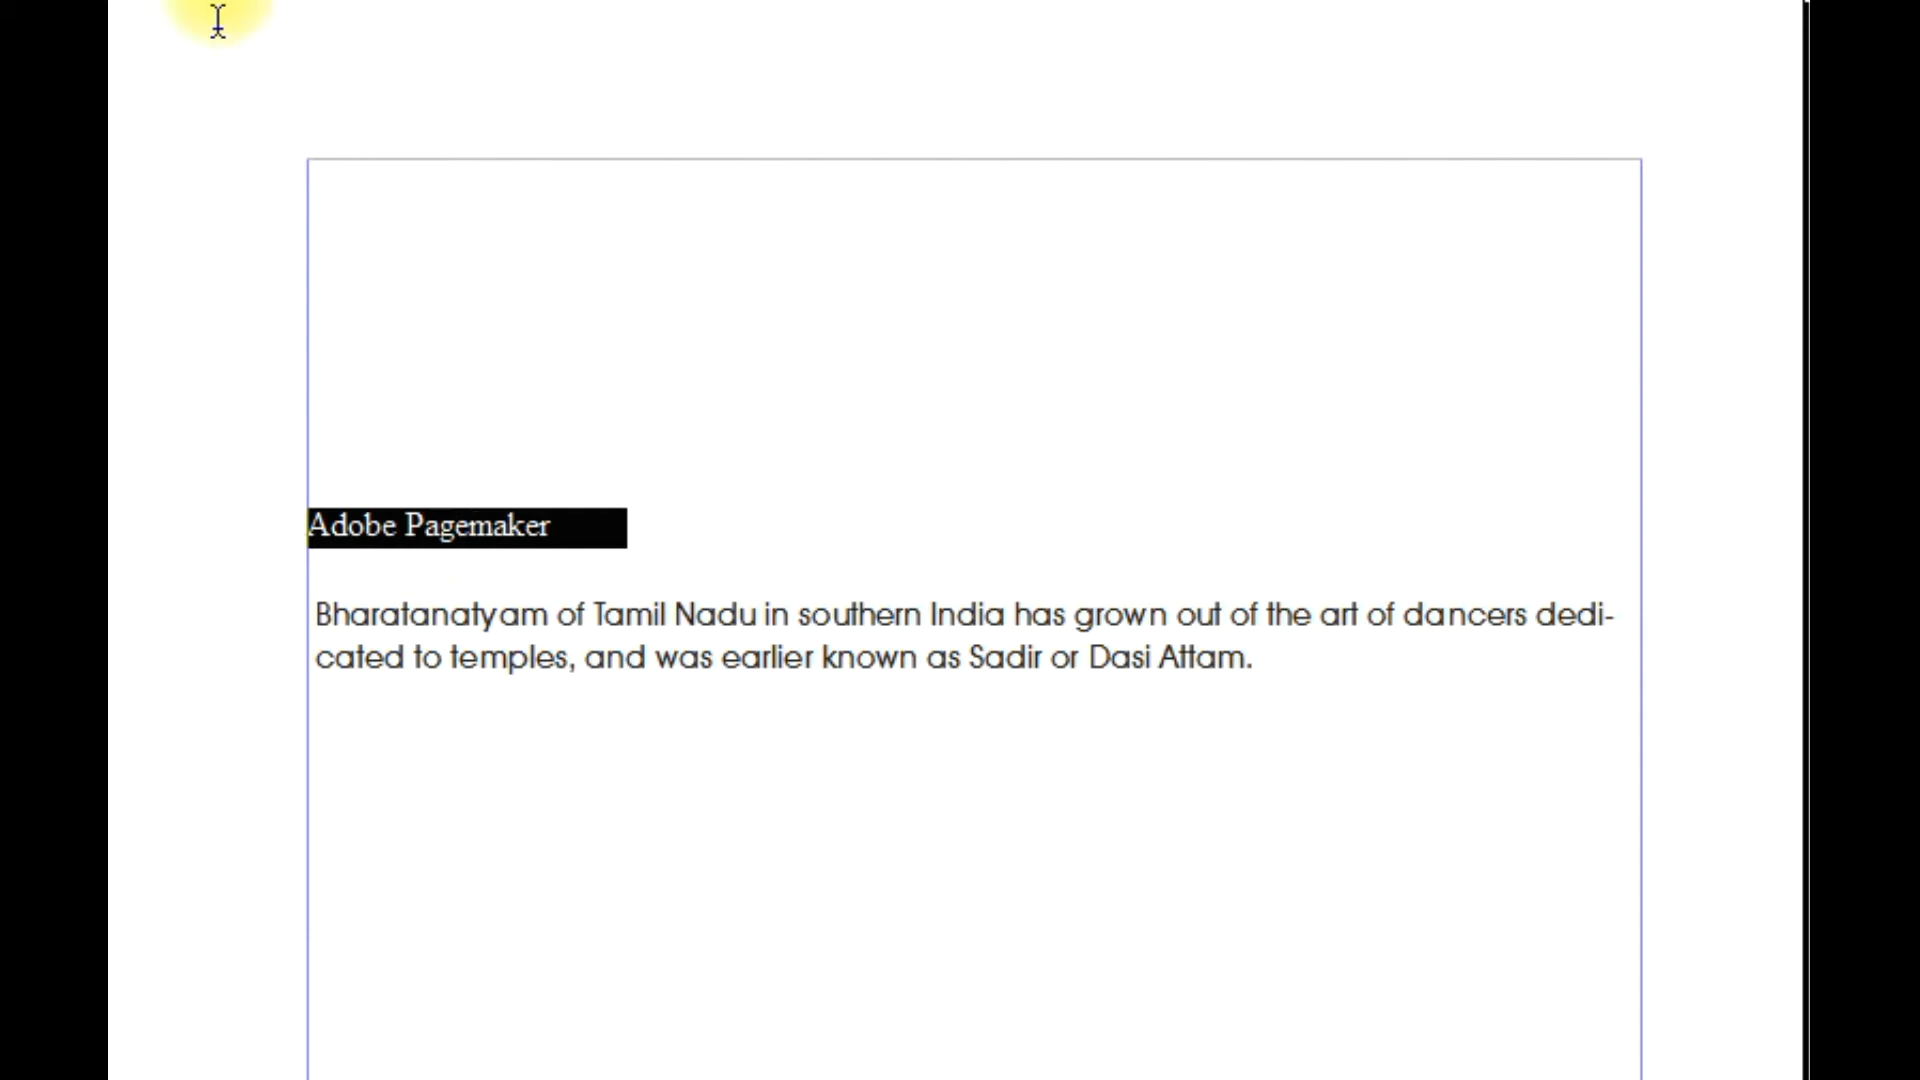 Adobe Pagemaker
Bharatanatyam of Tamil Nadu in southern India has grown out of the art of dancers dedi-
cated to temples, and was earlier known as Sadir or Dasi Attam.